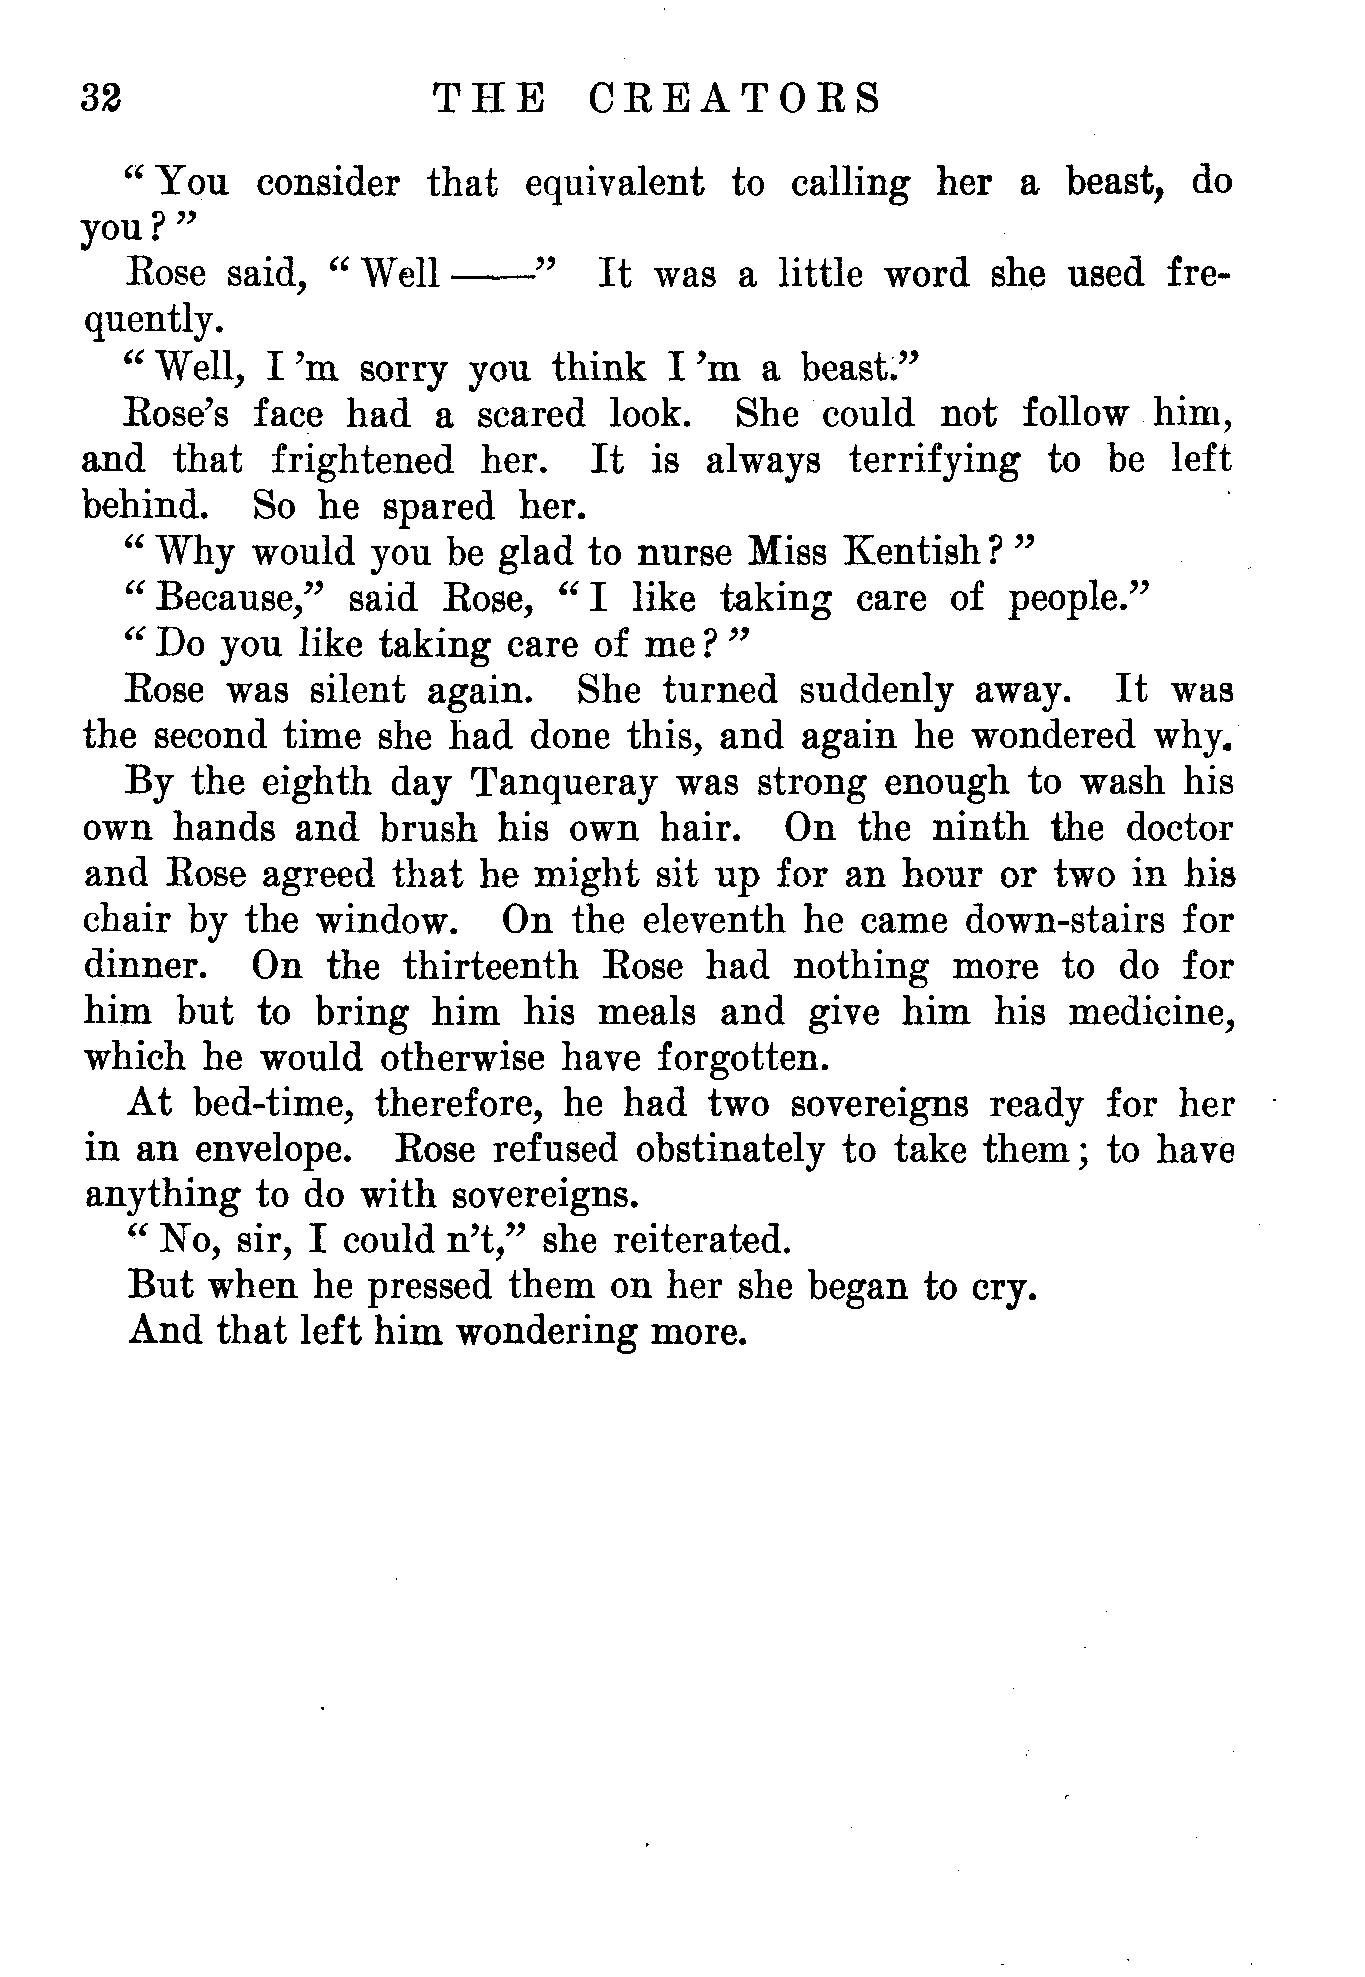 32 THE CREATORS
“ You consider that equivalent to calling her a beast, do
you ? ”
Rose said, “ Well ——” It was a little word she used fre-
quently.
“ Well, I ’m sorry you think I ’m a beast.”
Rose’s face had a scared look. She could not follow him,
and that frightened her. It is always terrifying to be left
behind. So he spared her.
“ Why would you be glad to nurse Miss Kentish ? ”
“ Because,” said Rose, “ I like taking care of people.”
“ Do you like taking care of me ? ”
Rose was silent again. She turned suddenly away. It was
the second time she had done this, and again he wondered why.
By the eighth day Tanqueray was strong enough to wash his
own hands and brush his own hair. On the ninth the doctor
and Rose agreed that he might sit up for an hour or two in his
chair by the window. On the eleventh he came down-stairs for
dinner. On the thirteenth Rose had nothing more to do for
him but to bring him his meals and give him his medicine,
which he would otherwise have forgotten.
At bed-time, therefore, he had two sovereigns ready for her
in an envelope. Rose refused obstinately to take them ; to have
anything to do with sovereigns.
“ No, sir, I could n’t,” she reiterated.
But when he pressed them on her she began to cry.
And that left him wondering more.